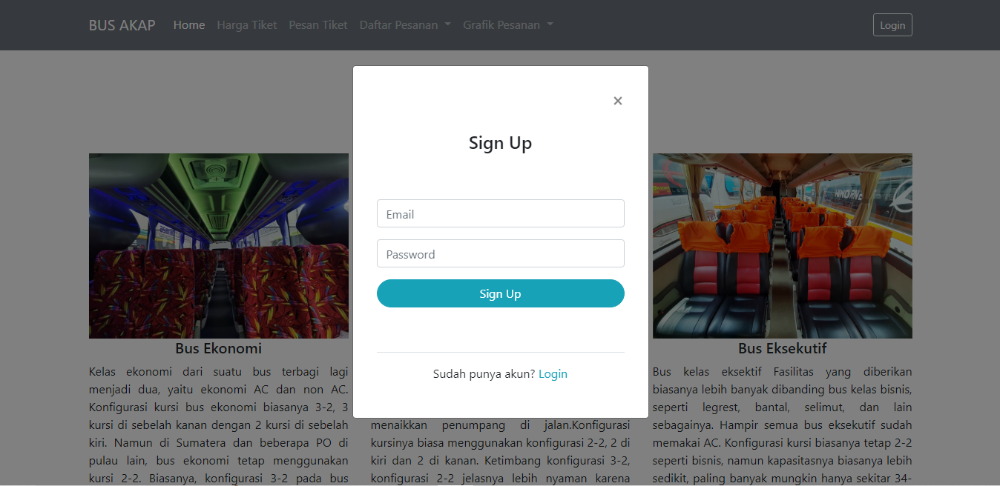 BUS AKAP Home Harga Tiket Pesan Tiket Daftar Pesanan Grafik Pesanan Login
×
Sign Up
Email
Password
Sign Up
Sudah punya akun? Login
HINO RN
Bus Ekonomi
Kelas ekonomi dari suatu bus terbagi lagi
menjadi dua, yaitu ekonomi AC dan non AC.
Konfigurasi kursi bus ekonomi biasanya 3-2, 3
kursi di sebelah kanan dengan 2 kursi di sebelah
kiri. Namun di Sumatera dan beberapa PO di
pulau lain, bus ekonomi tetap menggunakan
kursi 2-2. Biasanya, konfigurasi 3-2 pada bus
menaikkan penumpang di jalan.Konfigurasi
kursinya biasa menggunakan konfigurasi 2-2, 2 di
kiri dan 2 di kanan. Ketimbang konfigurasi 3-2,
konfigurasi 2-2 jelasnya lebih nyaman karena
Bus Eksekutif
Bus kelas eksektif Fasilitas yang diberikan
biasanya lebih banyak dibanding bus kelas bisnis,
seperti legrest, bantal, selimut, dan lain
sebagainya. Hampir semua bus eksekutif sudah
memakai AC. Konfigurasi kursi biasanya tetap 2-2
seperti bisnis, namun kapasitasnya biasanya lebih
sedikit, paling banyak mungkin hanya sekitar 34-